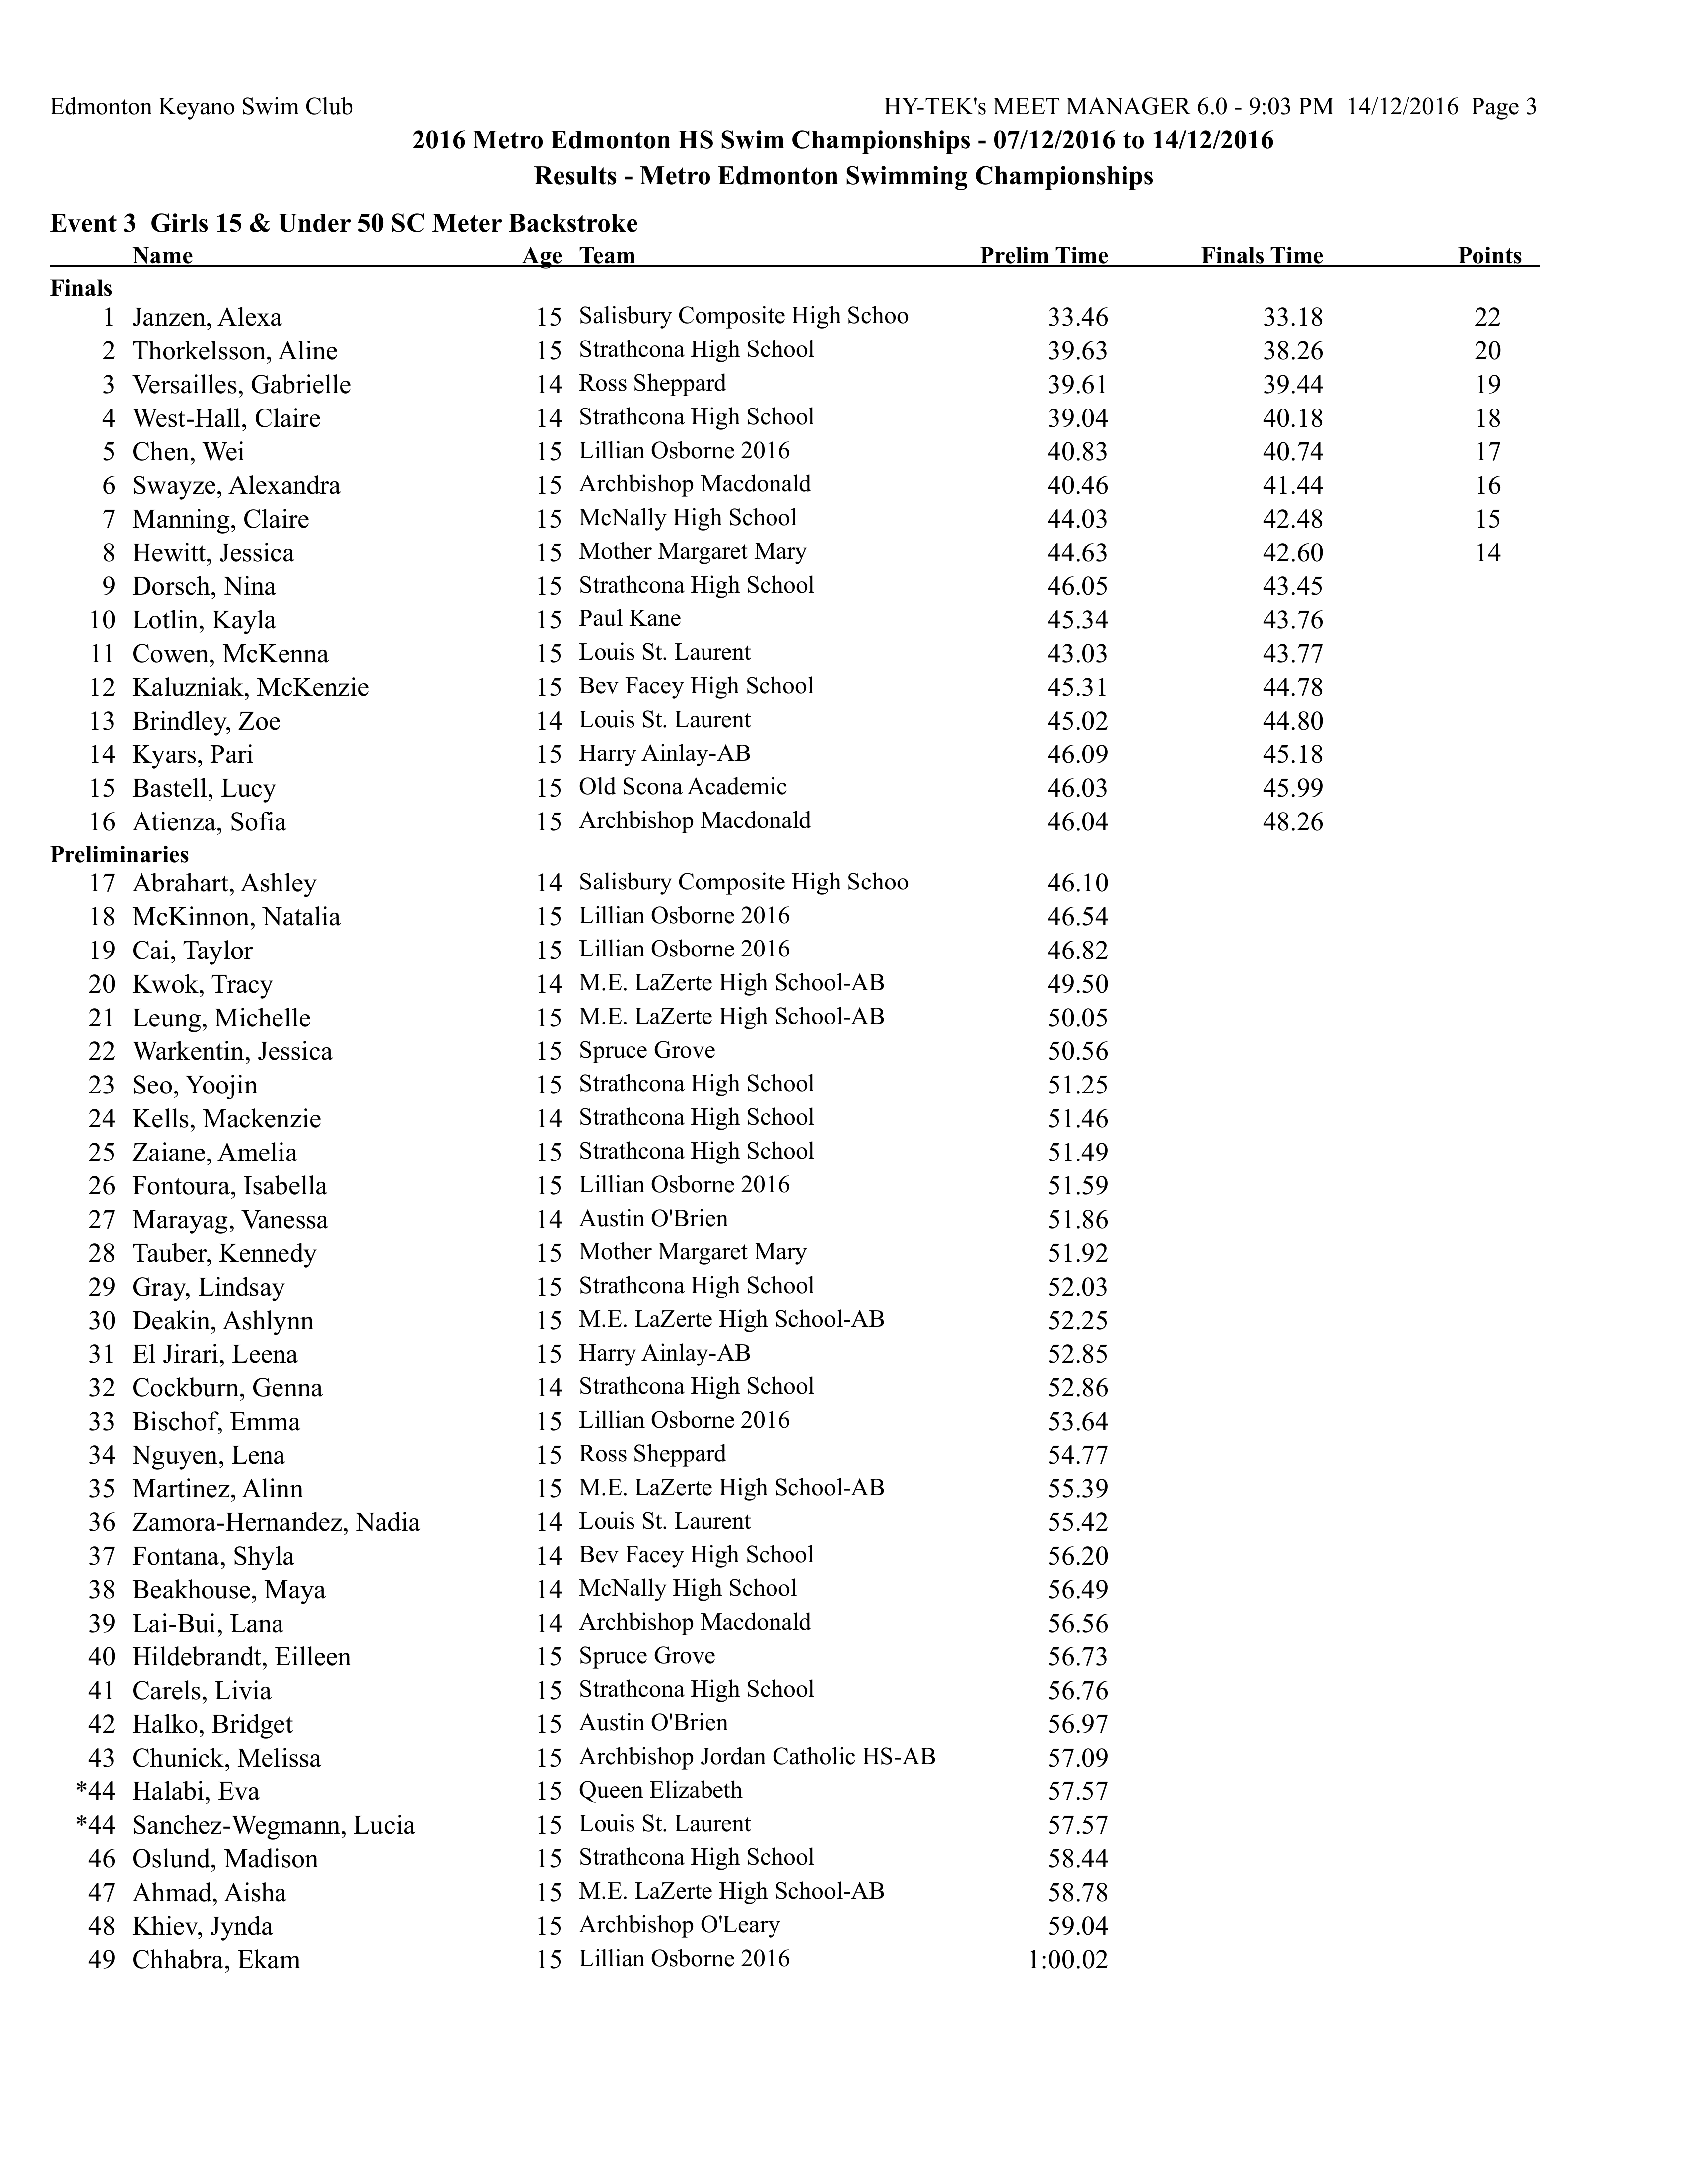 Edmonton Keyano Swim Club HY-TEK's MEET MANAGER 6.0 - 9:03 PM 14/12/2016 Page 3
2016 Metro Edmonton HS Swim Championships - 07/12/2016 to 14/12/2016
Results - Metro Edmonton Swimming Championships
Event 3 Girls 15 & Under 50 SC Meter Backstroke
Name Age Team Prelim Time Finals Time Points
Finals
1 Janzen, Alexa 15 Salisbury Composite High Schoo 33.46 33.18 22
2 Thorkelsson, Aline 15 Strathcona High School 39.63 38.26 20
3 Versailles, Gabrielle 14 Ross Sheppard 39.61 39.44 19
4 West-Hall, Claire 14 Strathcona High School 39.04 40.18 18
5 Chen, Wei 15 Lillian Osborne 2016 40.83 40.74 17
6 Swayze, Alexandra 15 Archbishop Macdonald 40.46 41.44 16
7 Manning, Claire 15 McNally High School 44.03 42.48 15
8 Hewitt, Jessica 15 Mother Margaret Mary 44.63 42.60 14
9 Dorsch, Nina 15 Strathcona High School 46.05 43.45
10 Lotlin, Kayla 15 Paul Kane 45.34 43.76
11 Cowen, McKenna 15 Louis St. Laurent 43.03 43.77
12 Kaluzniak, McKenzie 15 Bev Facey High School 45.31 44.78
13 Brindley, Zoe 14 Louis St. Laurent 45.02 44.80
14 Kyars, Pari 15 Harry Ainlay-AB 46.09 45.18
15 Bastell, Lucy 15 Old Scona Academic 46.03 45.99
16 Atienza, Sofia 15 Archbishop Macdonald 46.04 48.26
Preliminaries
17 Abrahart, Ashley 14 Salisbury Composite High Schoo 46.10
18 McKinnon, Natalia 15 Lillian Osborne 2016 46.54
19 Cai, Taylor 15 Lillian Osborne 2016 46.82
20 Kwok, Tracy 14 M.E. LaZerte High School-AB 49.50
21 Leung, Michelle 15 M.E. LaZerte High School-AB 50.05
22 Warkentin, Jessica 15 Spruce Grove 50.56
23 Seo, Yoojin 15 Strathcona High School 51.25
24 Kells, Mackenzie 14 Strathcona High School 51.46
25 Zaiane, Amelia 15 Strathcona High School 51.49
26 Fontoura, Isabella 15 Lillian Osborne 2016 51.59
27 Marayag, Vanessa 14 Austin O'Brien 51.86
28 Tauber, Kennedy 15 Mother Margaret Mary 51.92
29 Gray, Lindsay 15 Strathcona High School 52.03
30 Deakin, Ashlynn 15 M.E. LaZerte High School-AB 52.25
31 El Jirari, Leena 15 Harry Ainlay-AB 52.85
32 Cockburn, Genna 14 Strathcona High School 52.86
33 Bischof, Emma 15 Lillian Osborne 2016 53.64
34 Nguyen, Lena 15 Ross Sheppard 54.77
35 Martinez, Alinn 15 M.E. LaZerte High School-AB 55.39
36 Zamora-Hernandez, Nadia 14 Louis St. Laurent 55.42
37 Fontana, Shyla 14 Bev Facey High School 56.20
38 Beakhouse, Maya 14 McNally High School 56.49
39 Lai-Bui, Lana 14 Archbishop Macdonald 56.56
40 Hildebrandt, Eilleen 15 Spruce Grove 56.73
41 Carels, Livia 15 Strathcona High School 56.76
42 Halko, Bridget 15 Austin O'Brien 56.97
43 Chunick, Melissa 15 Archbishop Jordan Catholic HS-AB 57.09
*44 Halabi, Eva 15 Queen Elizabeth 57.57
*44 Sanchez-Wegmann, Lucia 15 Louis St. Laurent 57.57
46 Oslund, Madison 15 Strathcona High School 58.44
47 Ahmad, Aisha 15 M.E. LaZerte High School-AB 58.78
48 Khiev, Jynda 15 Archbishop O'Leary 59.04
49 Chhabra, Ekam 15 Lillian Osborne 2016 1:00.02